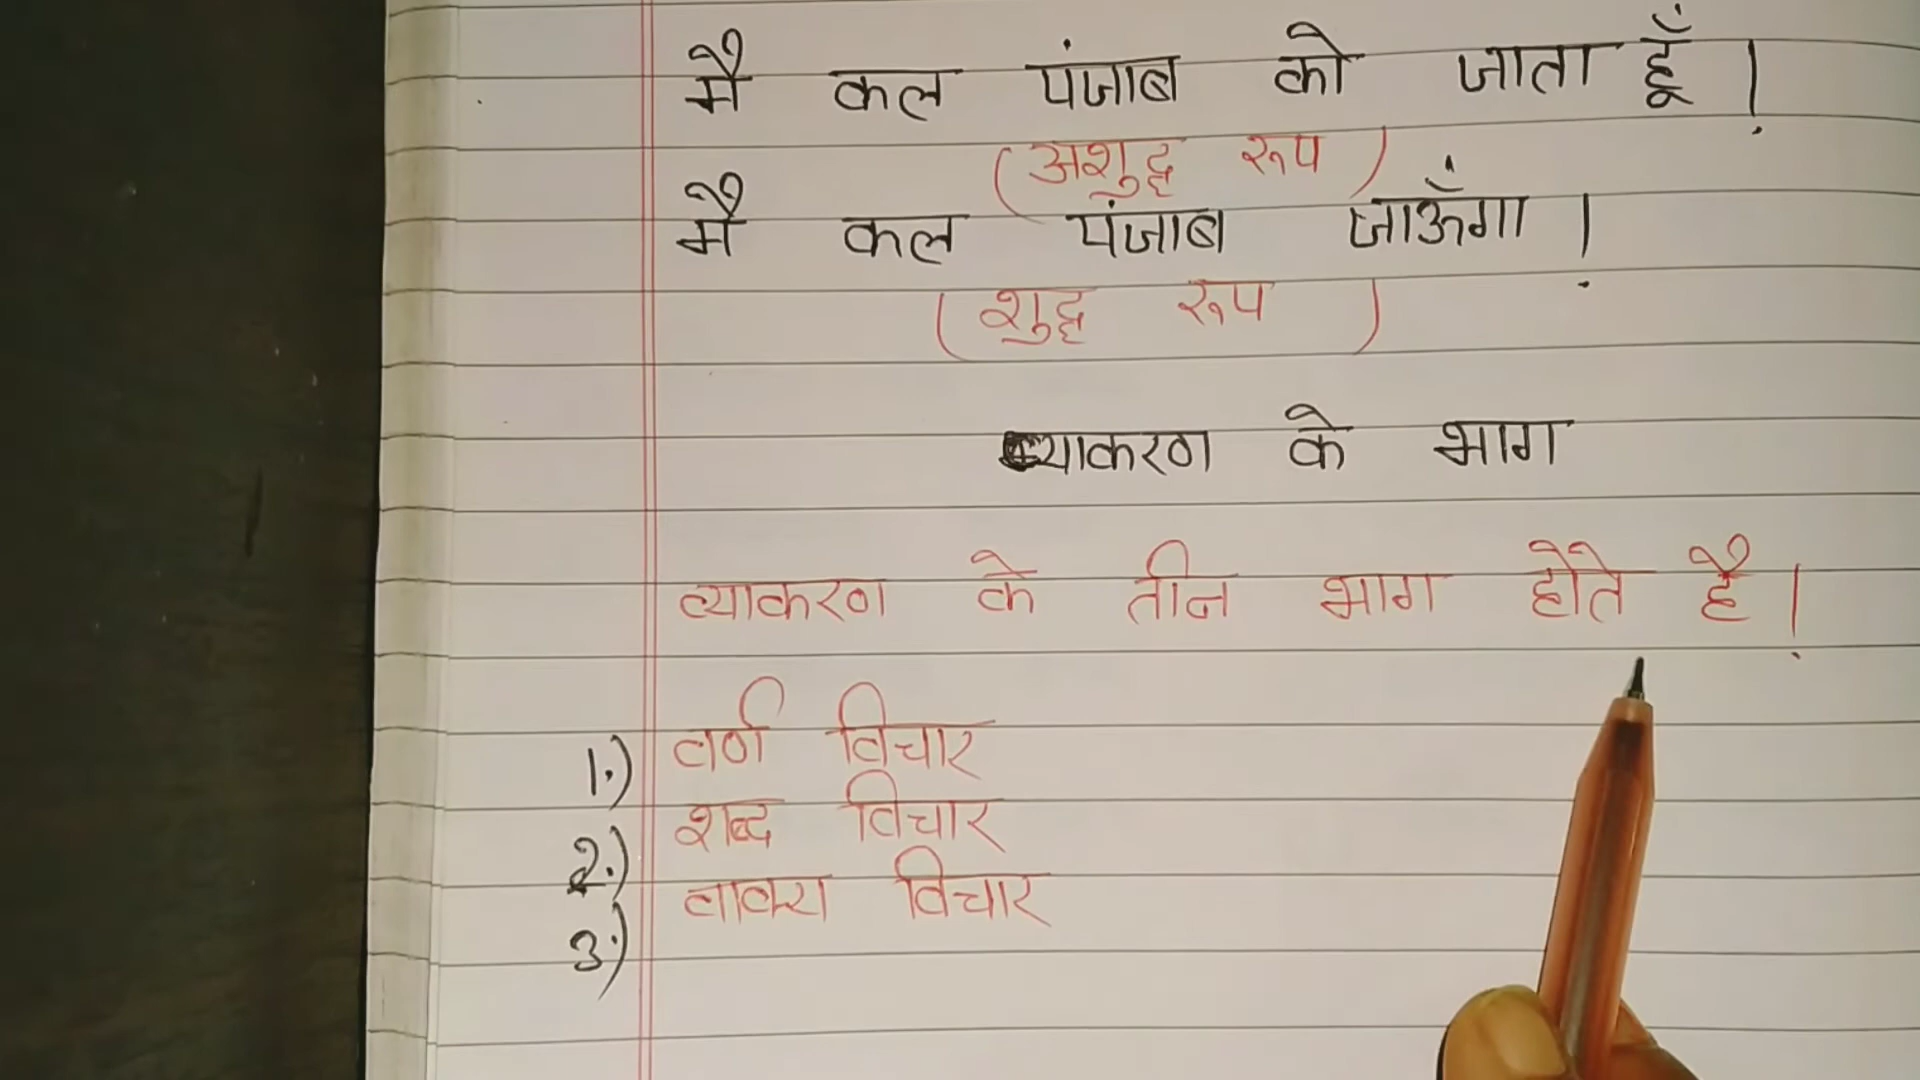 मै कल पंजाब को जाता हूँ |
(अशुद्ध रूप)
मै कल पंजाब जाऊँगा |
(शुद्ध रूप)
व्याकरण के भाग
व्याकरण के तीन भाग होते है |
1.) वर्ण विचार
2.) शब्द विचार
3.) वाक्य विचार